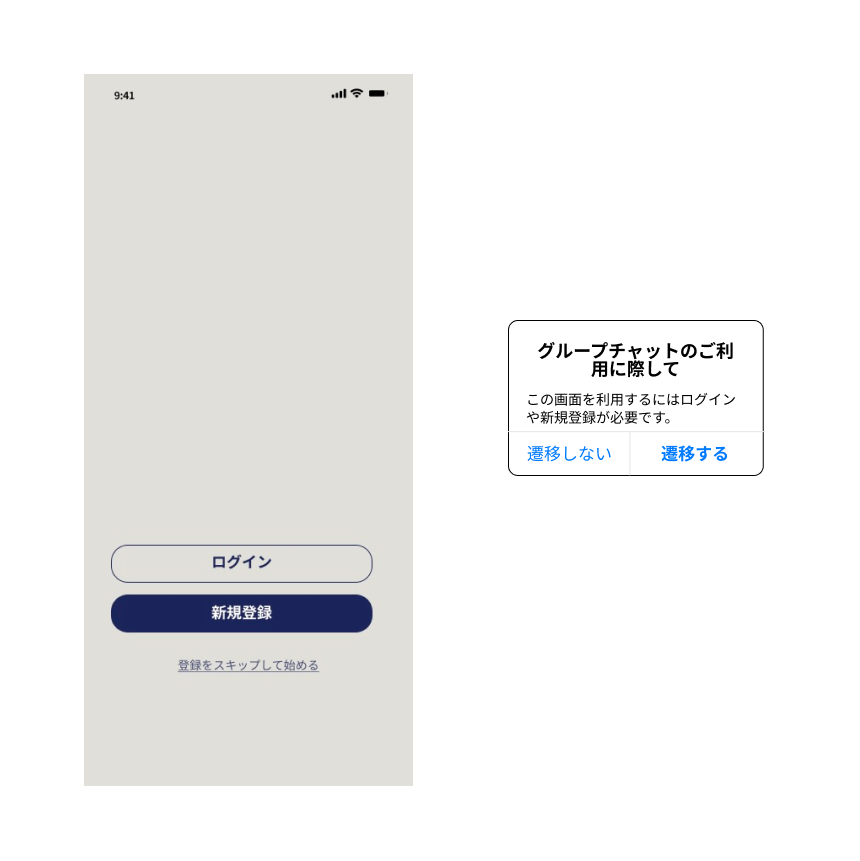 9:41
ログイン
新規登録
登録をスキップして始める
グループチャットのご利
用に際して
この画面を利用するにはログイン
や新規登録が必要です。
遷移しない
遷移する